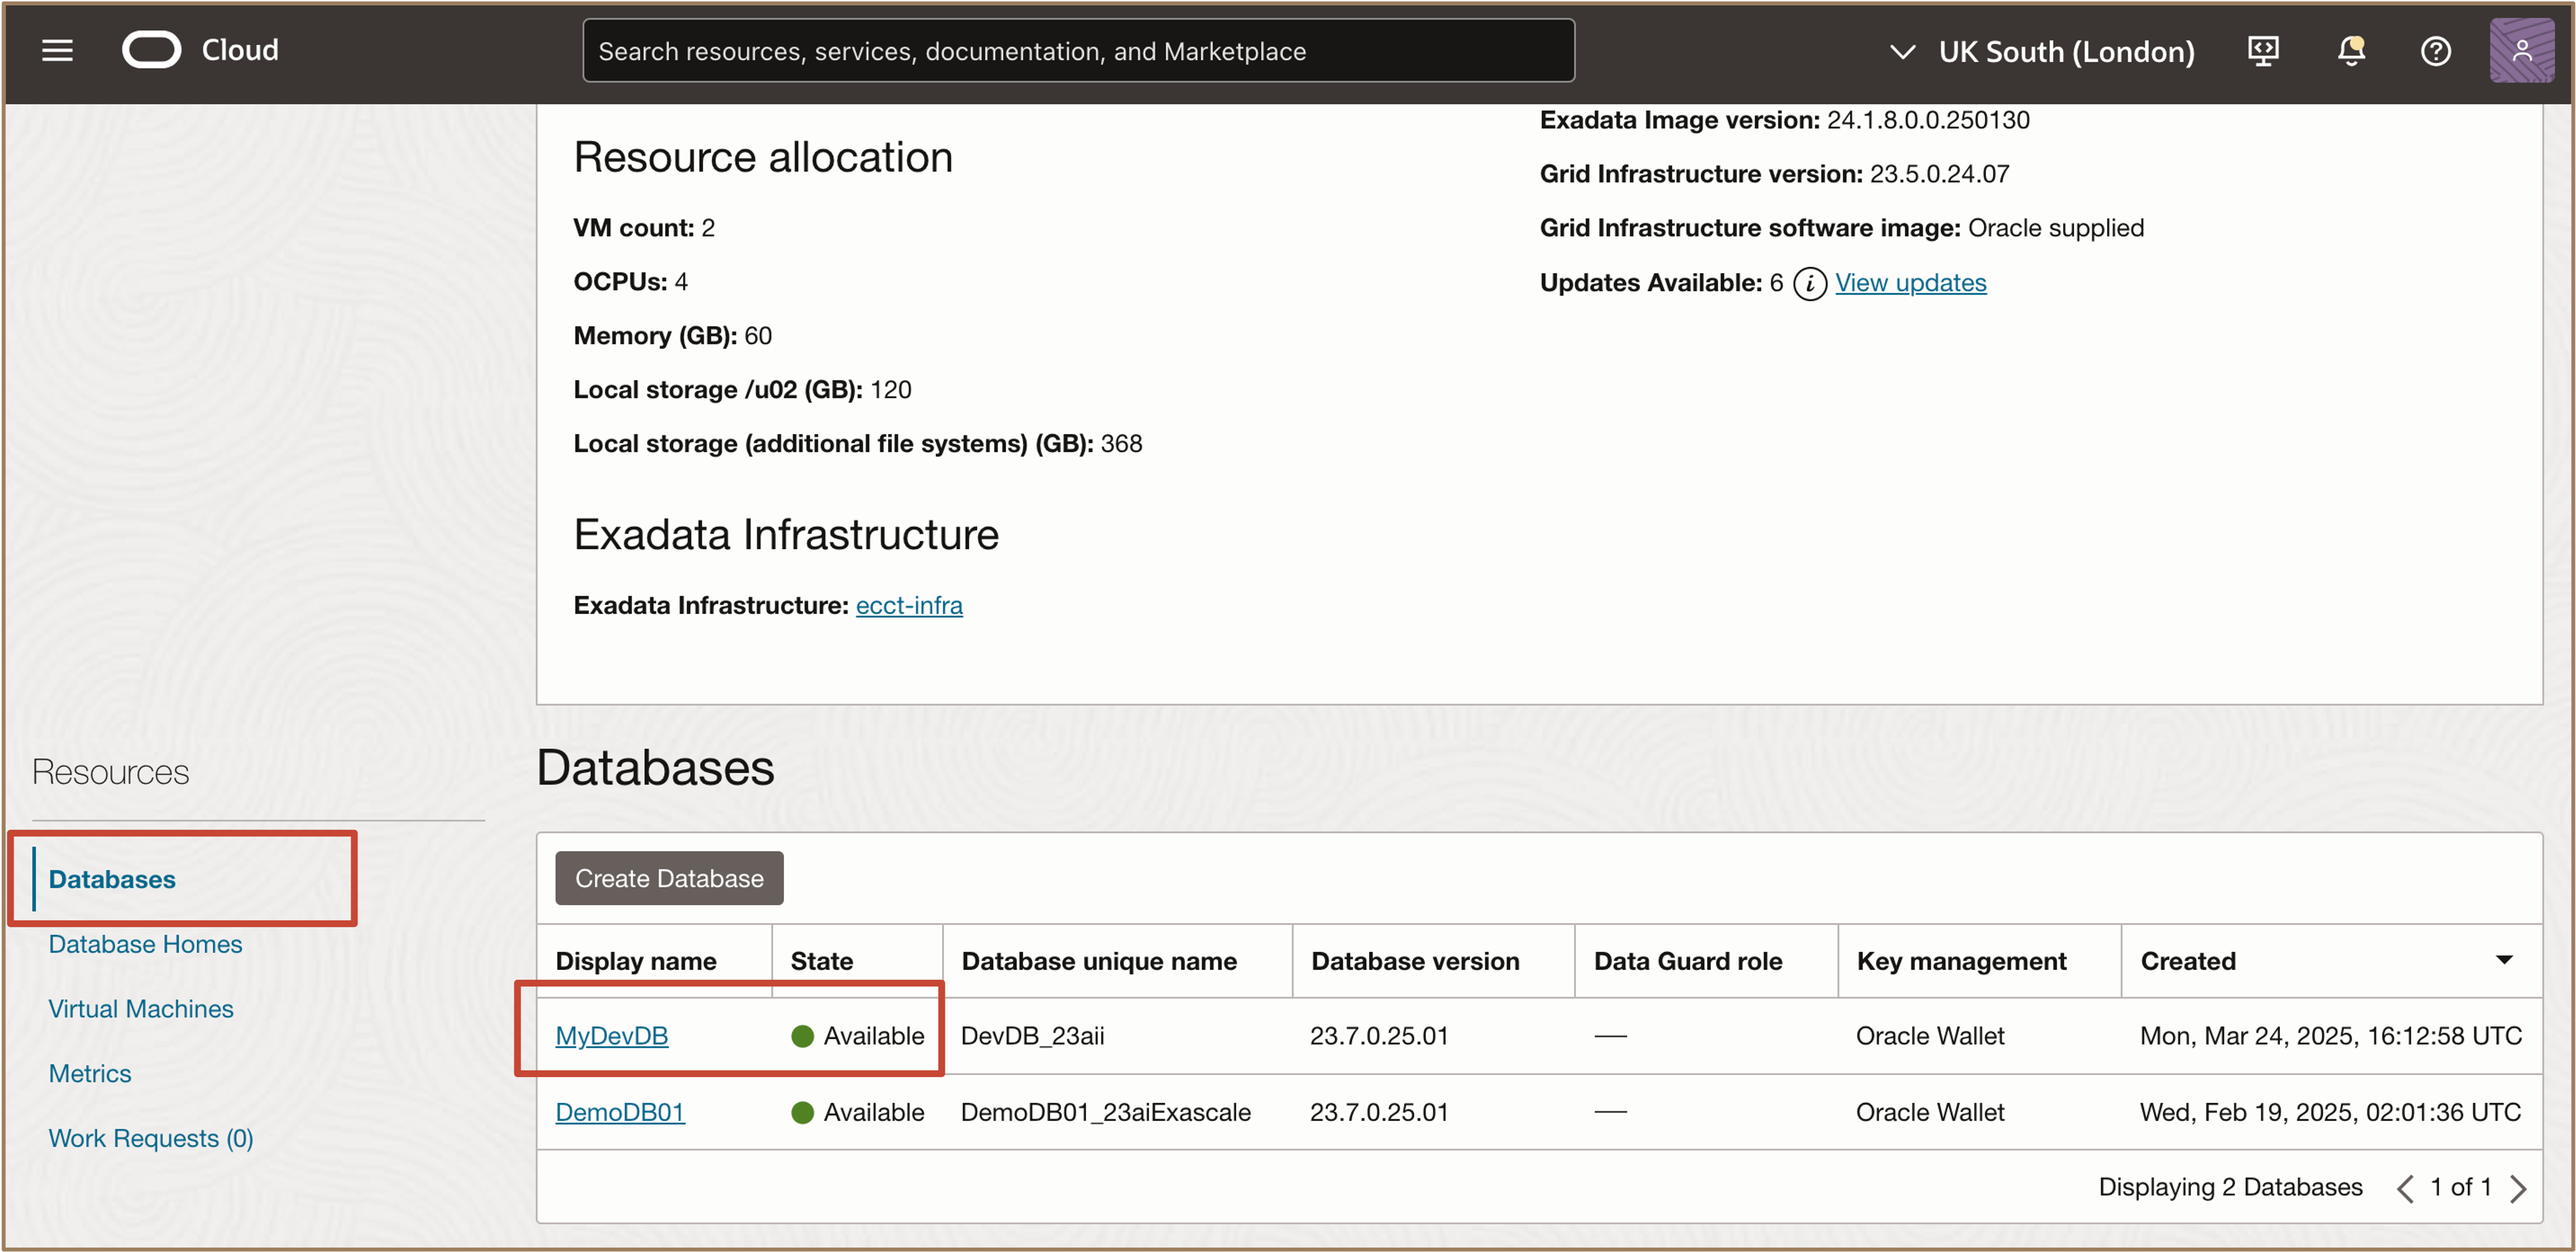 Cloud
Search resources, services, documentation, and Marketplace
UK South (London)
Resource allocation
VM count: 2
OCPUs: 4
Memory (GB): 60
Local storage /u02 (GB): 120
Local storage (additional file systems) (GB): 368
Exadata Infrastructure
Exadata Infrastructure: ecct-infra
Exadata Image version: 24.1.8.0.0.250130
Grid Infrastructure version: 23.5.0.24.07
Grid Infrastructure software image: Oracle supplied
Updates Available: 6 i View updates
Resources
Databases
Database Homes
Virtual Machines
Metrics
Work Requests (0)
Databases
Create Database
Display name State Database unique name Database version Data Guard role Key management Created
MyDevDB Available DevDB_23aii 23.7.0.25.01 — Oracle Wallet Mon, Mar 24, 2025, 16:12:58 UTC
DemoDB01 Available DemoDB01_23aiExascale 23.7.0.25.01 — Oracle Wallet Wed, Feb 19, 2025, 02:01:36 UTC
Displaying 2 Databases < 1 of 1 >